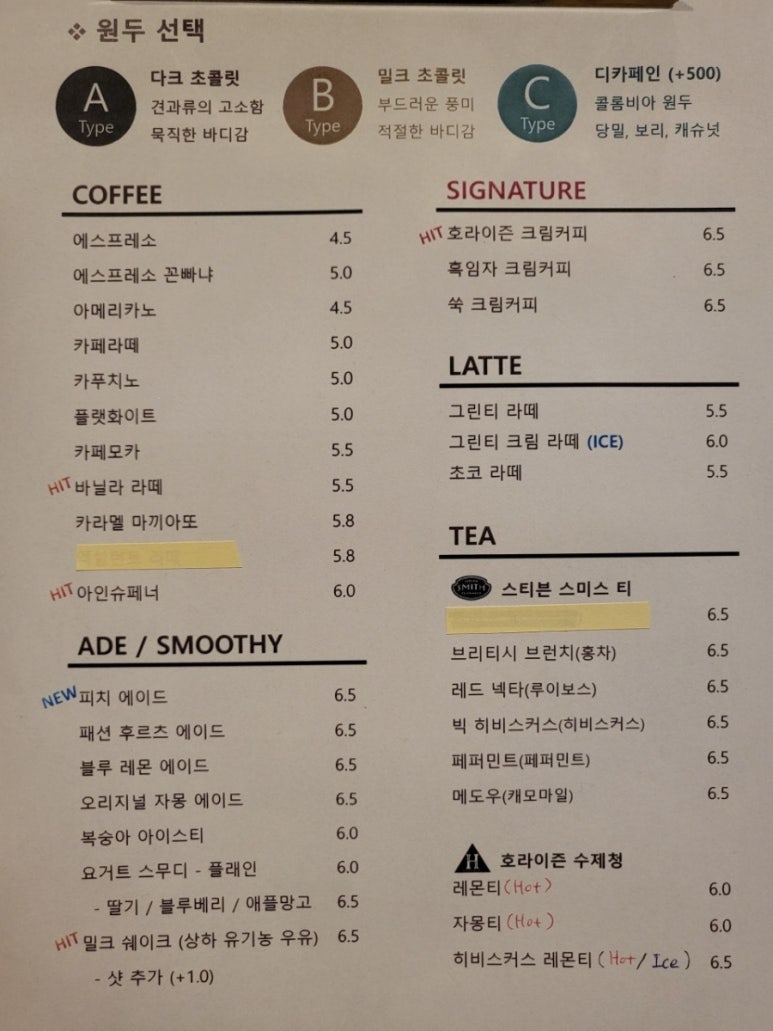 ❖ 원두 선택
A
Type
다크 초콜릿
견과류의 고소함
묵직한 바디감
B
Type
밀크 초콜릿
부드러운 풍미
적절한 바디감
C
Type
디카페인 (+500)
콜롬비아 원두
당밀, 보리, 캐슈넛
COFFEE
에스프레소 4.5
에스프레소 꼰빠냐 5.0
아메리카노 4.5
카페라떼 5.0
카푸치노 5.0
플랫화이트 5.0
카페모카 5.5
HIT 바닐라 라떼 5.5
카라멜 마끼아또 5.8
라떼 5.8
HIT 아인슈페너 6.0
ADE / SMOOTHY
NEW 피치 에이드 6.5
패션 후르츠 에이드 6.5
블루 레몬 에이드 6.5
오리지널 자몽 에이드 6.5
복숭아 아이스티 6.0
요거트 스무디 - 플래인 6.0
- 딸기 / 블루베리 / 애플망고 6.5
HIT 밀크 쉐이크 (상하 유기농 우유) 6.5
- 샷 추가 (+1.0)
SIGNATURE
HIT 호라이즌 크림커피 6.5
흑임자 크림커피 6.5
쑥 크림커피 6.5
LATTE
그린티 라떼 5.5
그린티 크림 라떼 (ICE) 6.0
초코 라떼 5.5
TEA
SMITH 스티븐 스미스 티
6.5
브리티시 브런치(홍차) 6.5
레드 넥타(루이보스) 6.5
빅 히비스커스(히비스커스) 6.5
페퍼민트(페퍼민트) 6.5
메도우(캐모마일) 6.5
H 호라이즌 수제청
레몬티 (Hot) 6.0
자몽티 (Hot) 6.0
히비스커스 레몬티 (Hot / Ice) 6.5